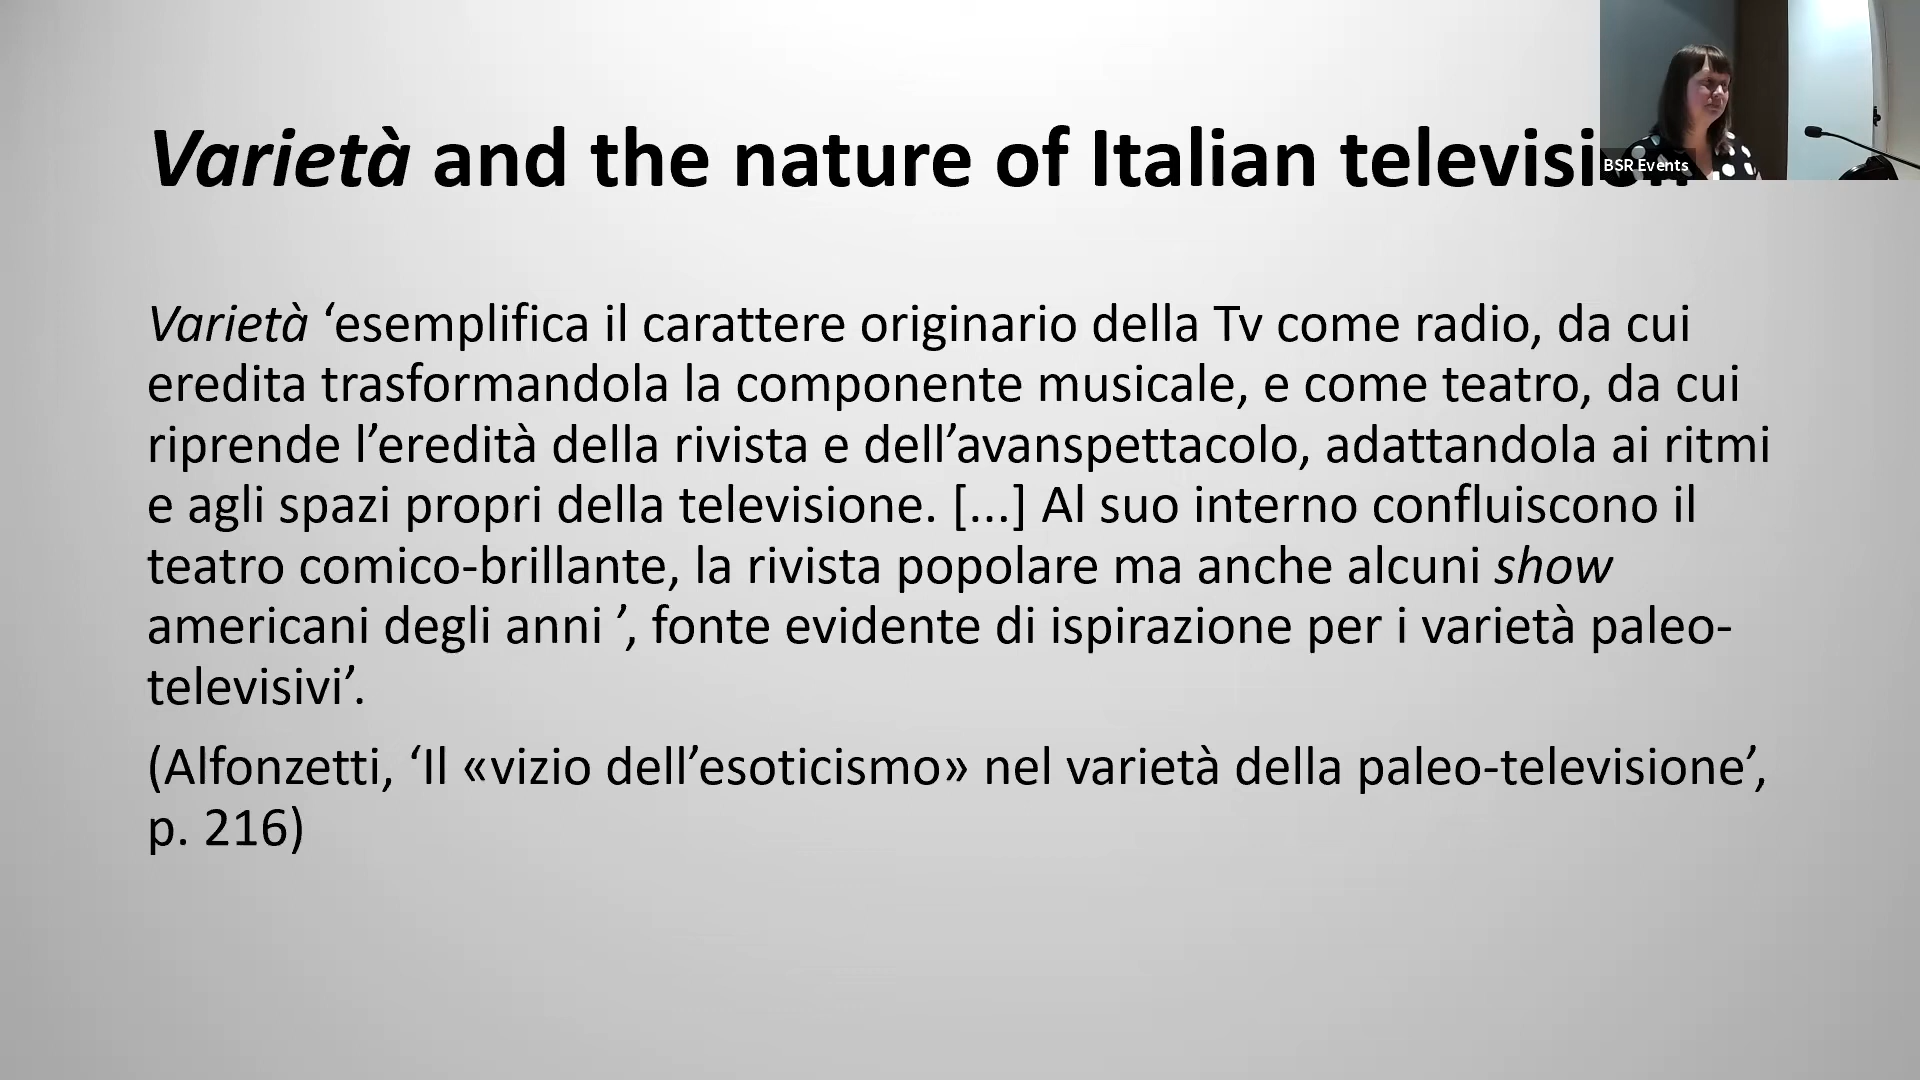 Varietà and the nature of Italian television
BSR Events
Varietà ‘esemplifica il carattere originario della Tv come radio, da cui
eredita trasformandola la componente musicale, e come teatro, da cui
riprende l’eredità della rivista e dell’avanspettacolo, adattandola ai ritmi
e agli spazi propri della televisione. [...] Al suo interno confluiscono il
teatro comico-brillante, la rivista popolare ma anche alcuni show
americani degli anni ’, fonte evidente di ispirazione per i varietà paleo-
televisivi’.
(Alfonzetti, ‘Il «vizio dell’esoticismo» nel varietà della paleo-televisione’,
p. 216)